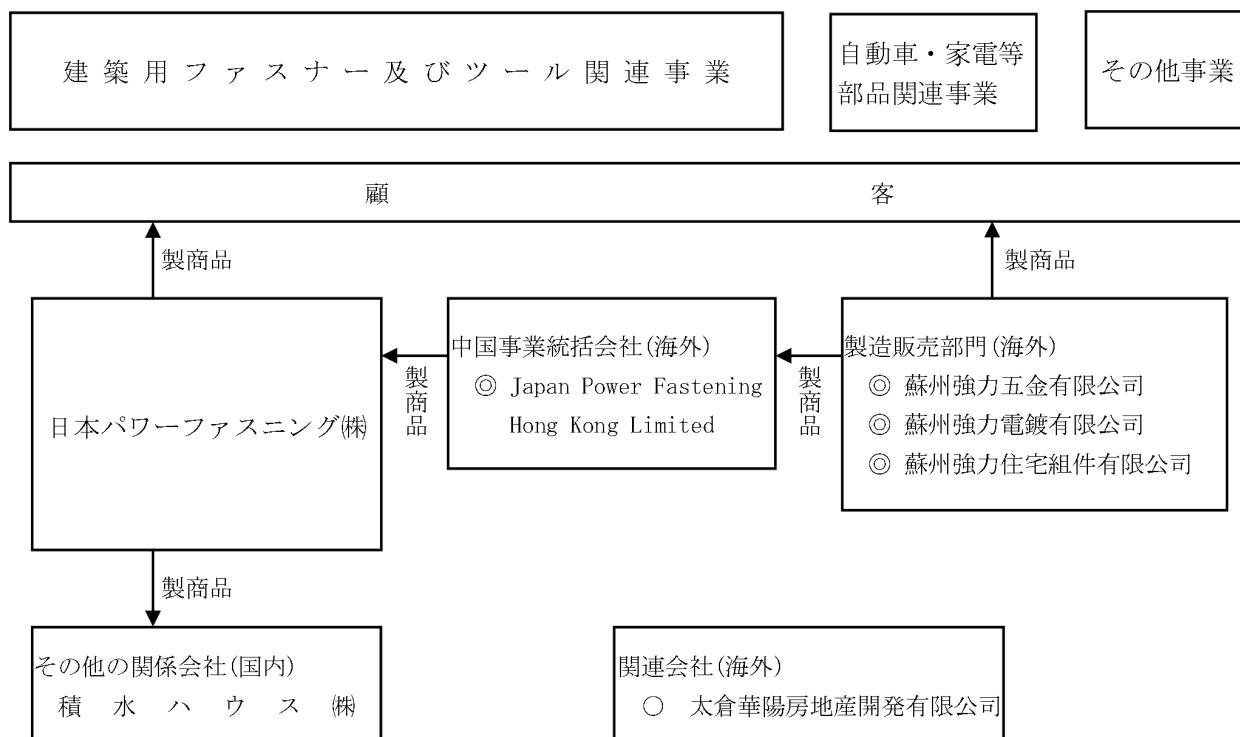 建築用ファスナー及びツール関連事業
自動車・家電等
部品関連事業
その他事業
顧客
製商品
製商品
日本パワーファスニング㈱
製商品
中国事業統括会社(海外)
◎ Japan Power Fastening
Hong Kong Limited
製商品
製造販売部門(海外)
◎ 蘇州強力五金有限公司
◎ 蘇州強力電鍍有限公司
◎ 蘇州強力住宅組件有限公司
製商品
その他の関係会社(国内)
積水ハウス㈱
関連会社(海外)
○ 太倉華陽房地産開発有限公司